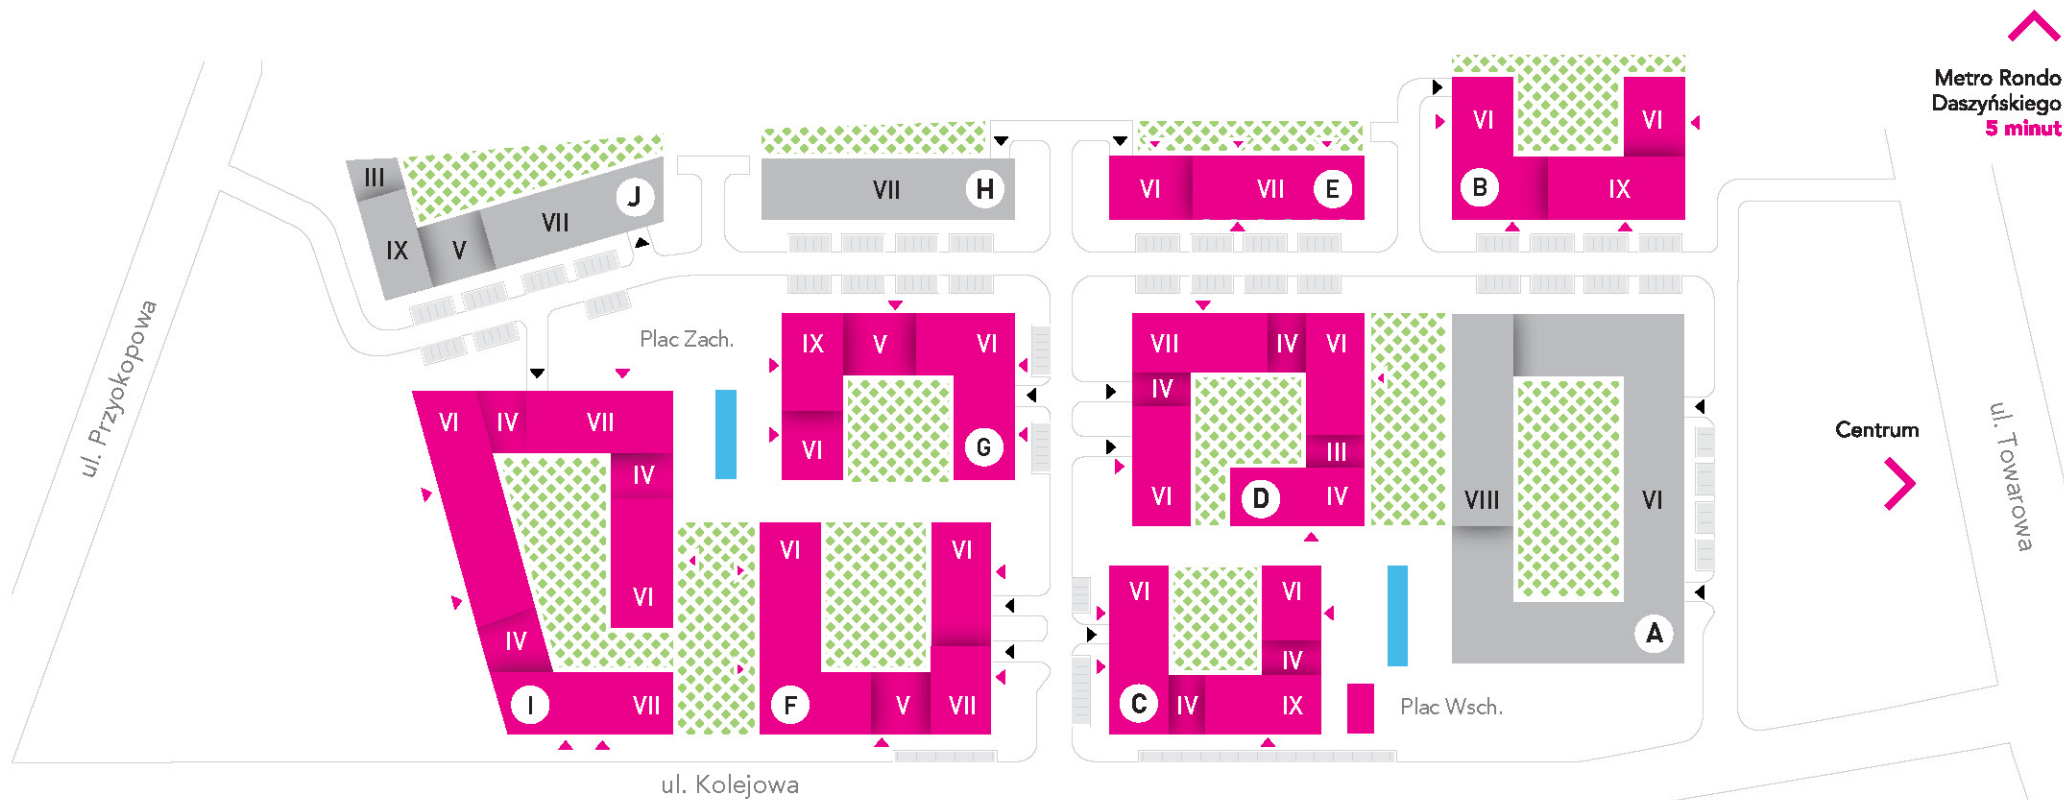 Metro Rondo
Daszyńskiego
5 minut
VI
VI
B
IX
III
J
VII
IX
V
VII
H
VI
VII
E
ul. Przyokopowa
Plac Zach.
IX
V
VI
VI
G
VII
IV
VI
IV
III
VI
D
IV
VIII
VI
A
Centrum
ul. Towarowa
VI
IV
VII
IV
VI
IV
I
VII
VI
VI
F
V
VII
VI
VI
IV
C
IV
IX
Plac Wsch.
ul. Kolejowa